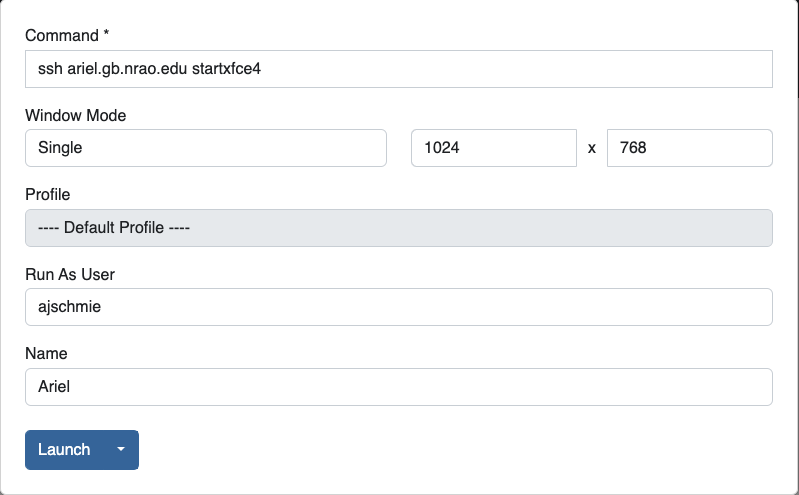 Command *
ssh ariel.gb.nrao.edu startxfce4
Window Mode
Single 1024 x 768
Profile
---- Default Profile ----
Run As User
ajschmie
Name
Ariel
Launch